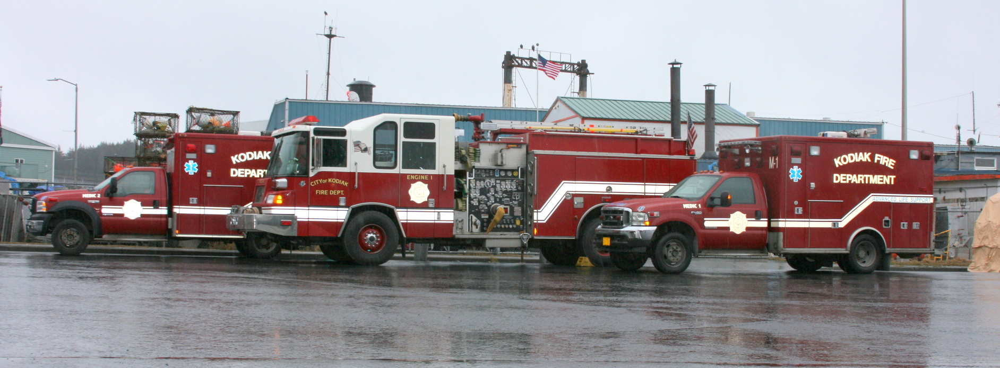 MEDIC 2
KODIAK
DEPART
CITY OF KODIAK
FIRE DEPT.
ENGINE 1
MEDIC 1
F-450
M-1
KODIAK FIRE
DEPARTMENT
ADVANCED LIFE SUPPORT